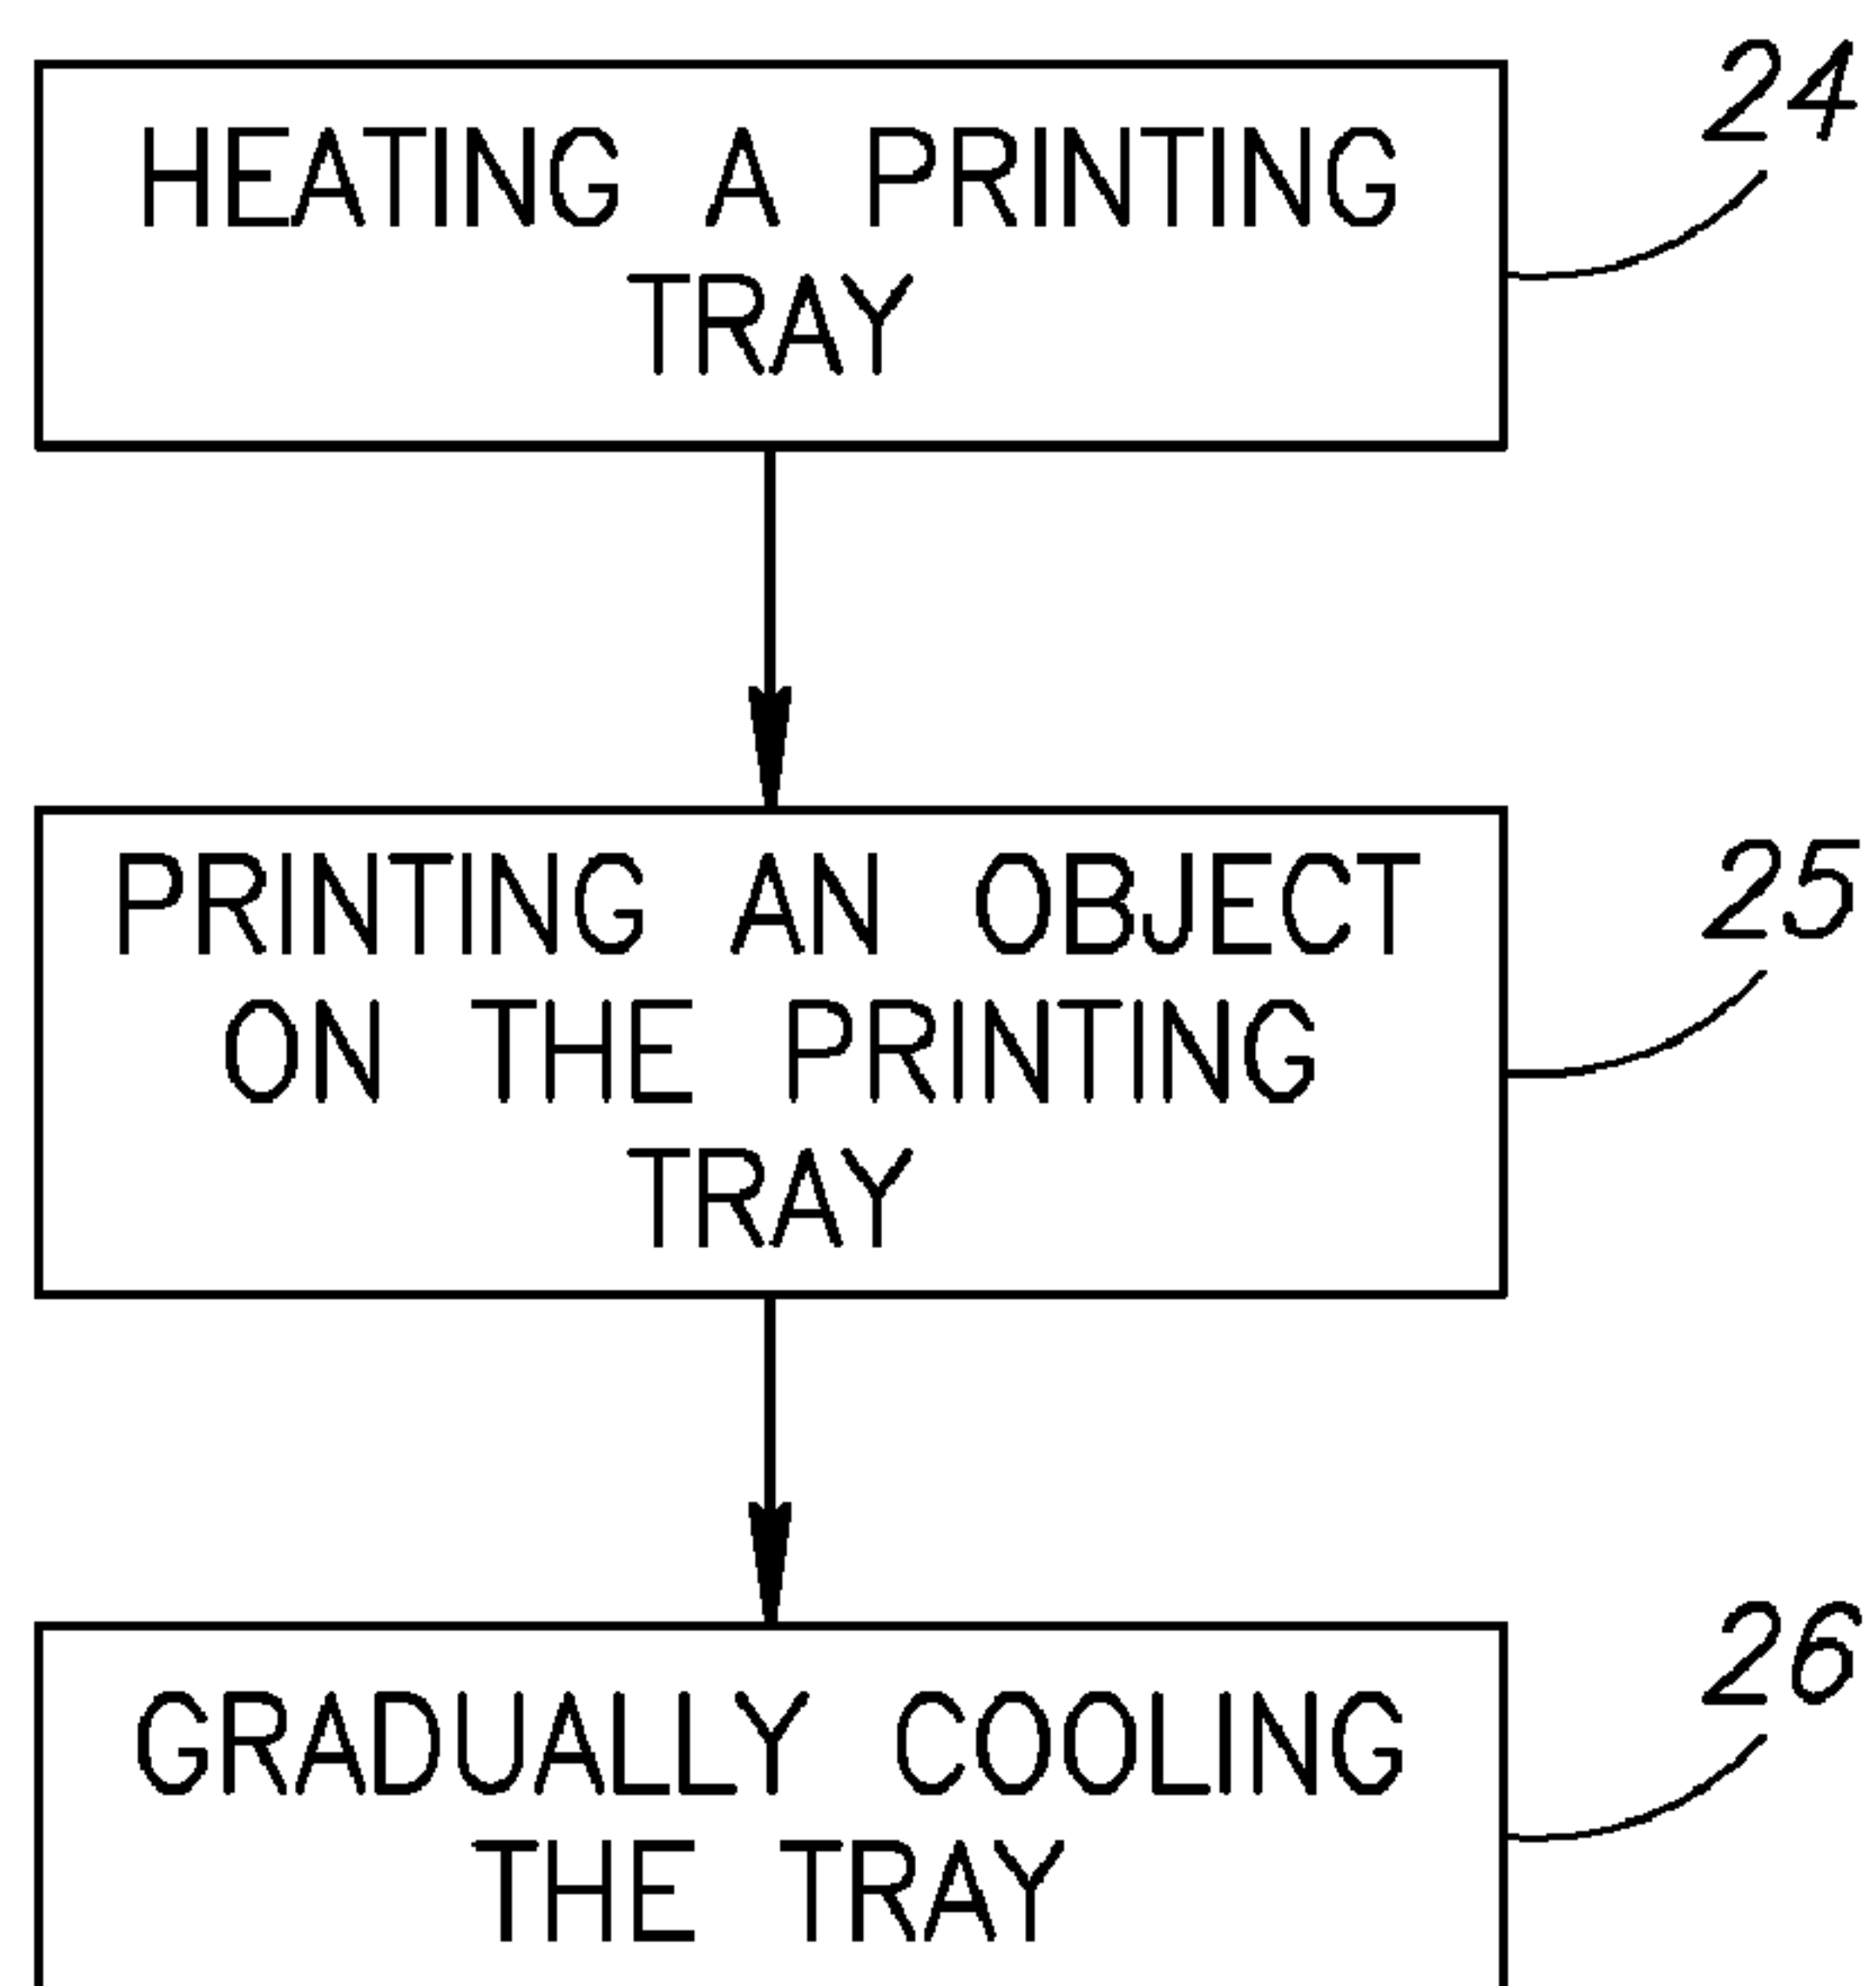 24
HEATING A PRINTING
TRAY
25
PRINTING AN OBJECT
ON THE PRINTING
TRAY
26
GRADUALLY COOLING
THE TRAY